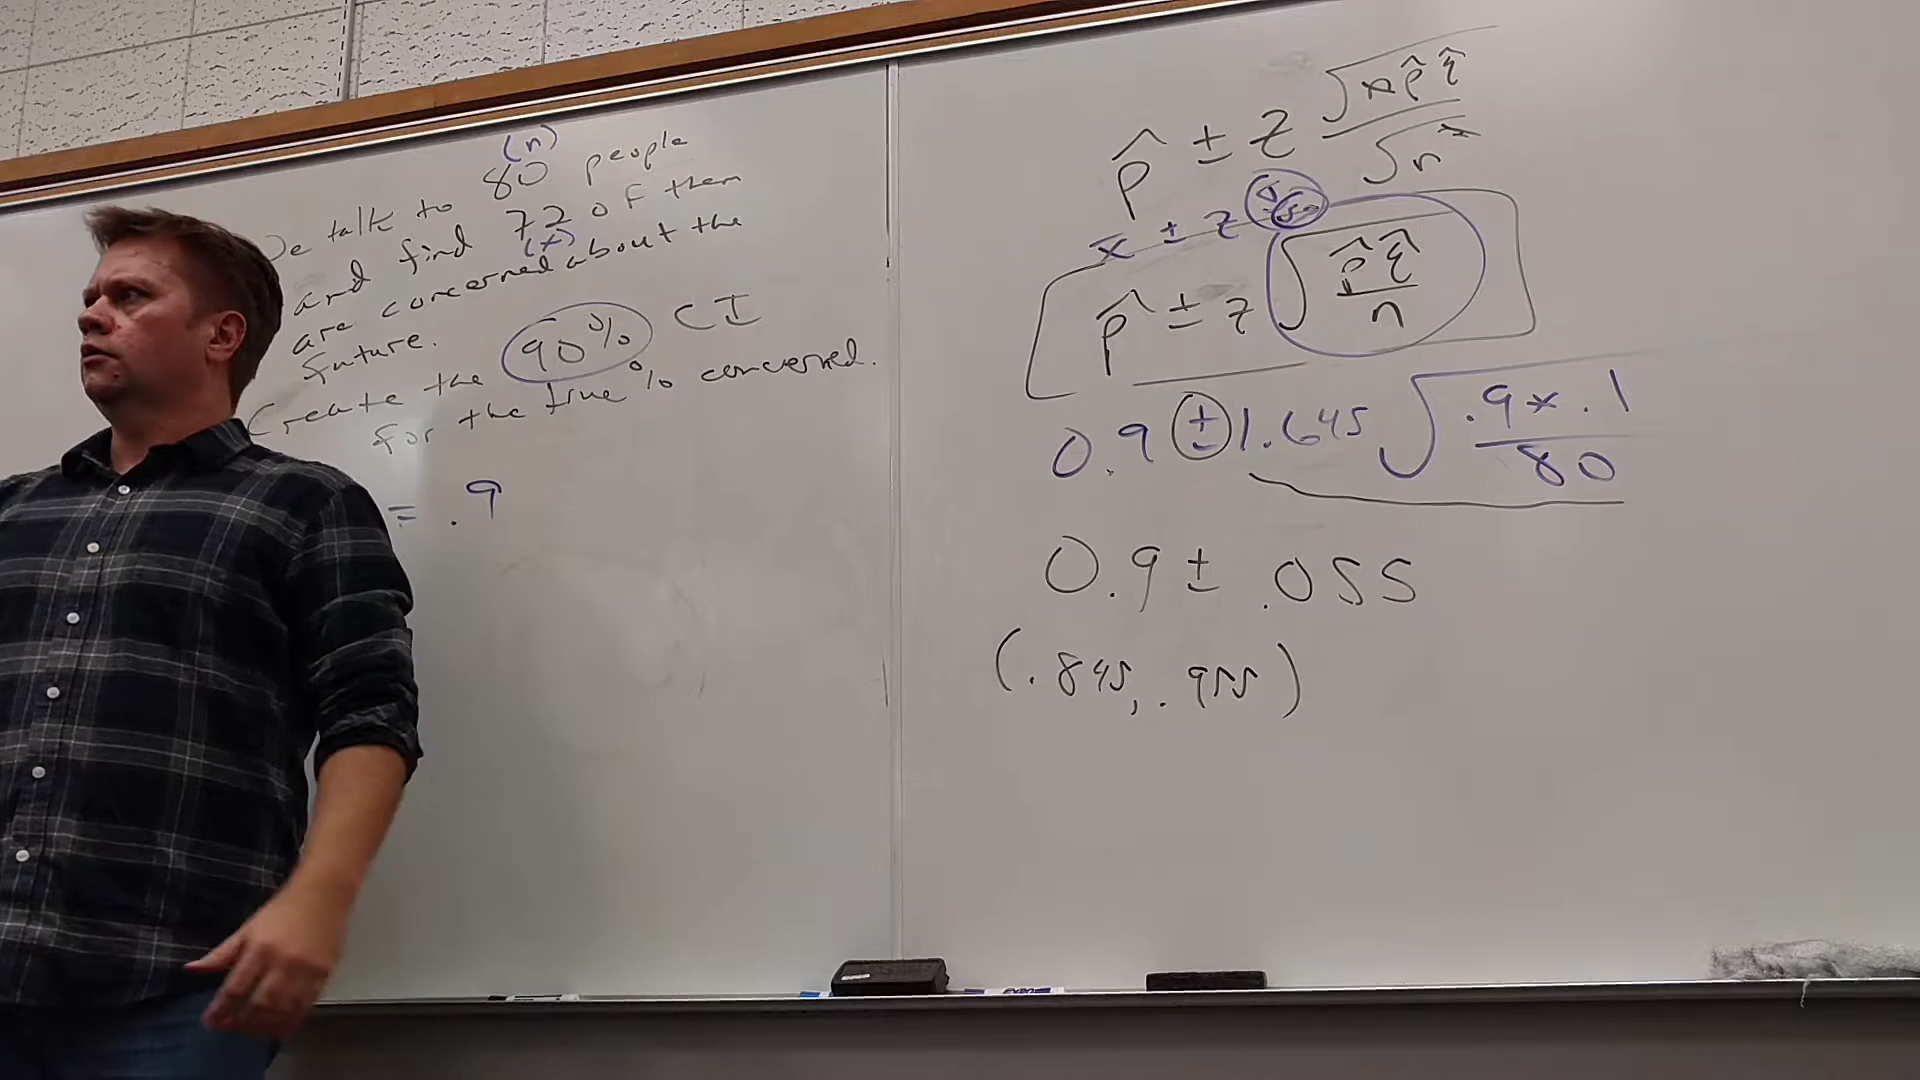 (n)
We talk to 80 people
and find 72 of them
(x)
are concerned about the
future.
Create the 90% CI
for the true % concerned.
= .9
p̂ ± z √(n p̂ q̂) / √n²
x̄ ± z
p̂ ± z √(p̂ q̂ / n)
0.9 ± 1.645 √(.9 × .1 / 80)
0.9 ± .055
(.845, .955)